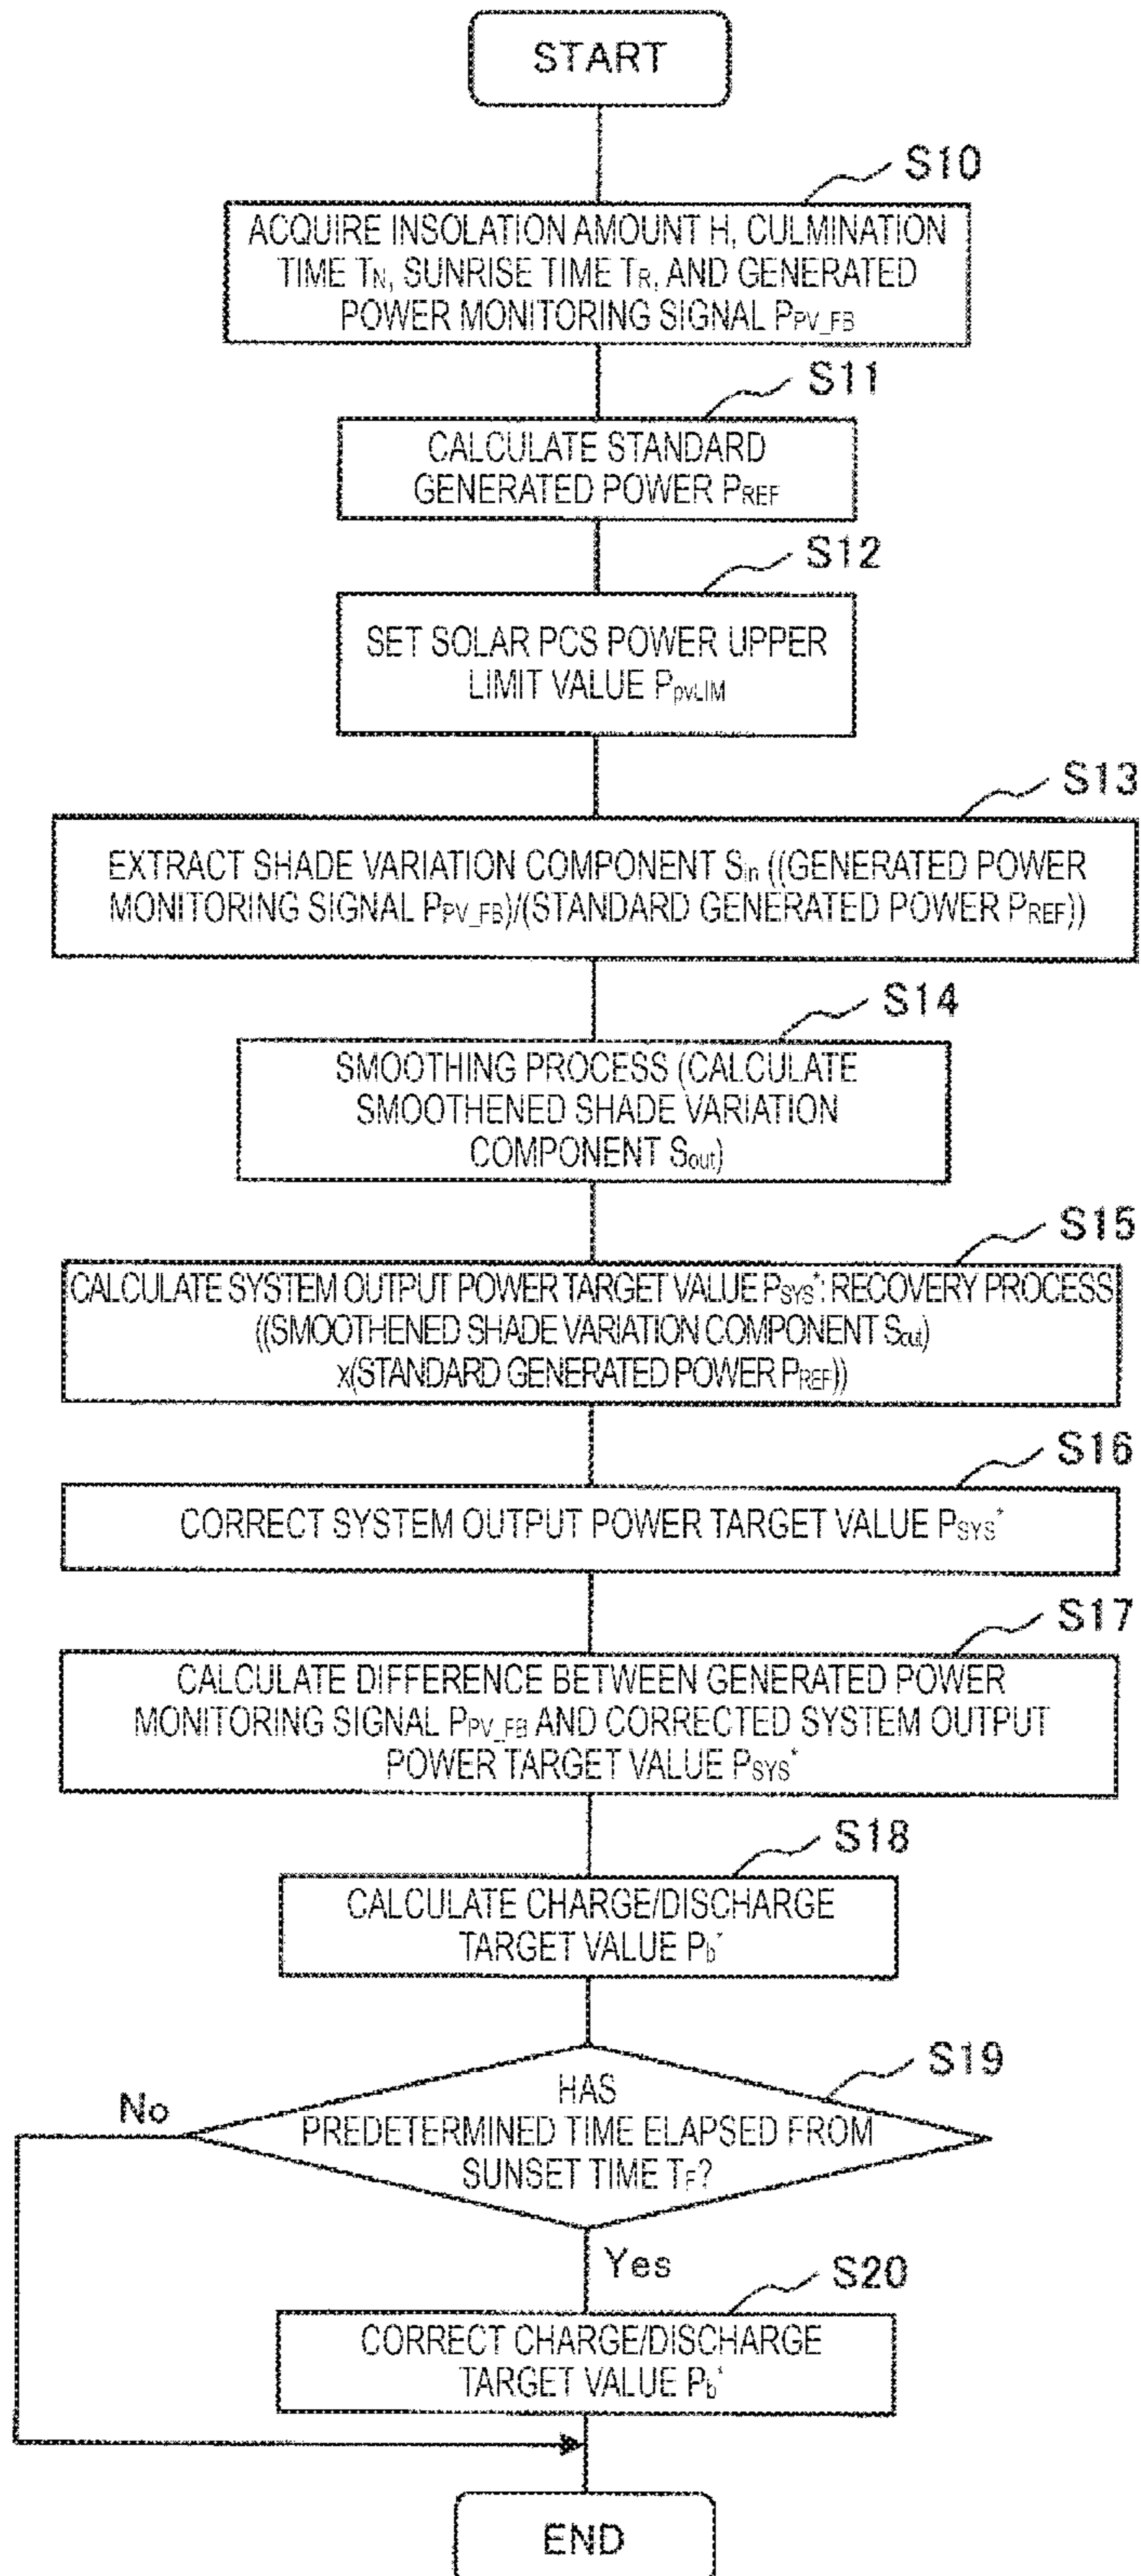 START
S10
ACQUIRE INSOLATION AMOUNT H, CULMINATION
TIME TN, SUNRISE TIME TR, AND GENERATED
POWER MONITORING SIGNAL PPV_FB
S11
CALCULATE STANDARD
GENERATED POWER PREF
S12
SET SOLAR PCS POWER UPPER
LIMIT VALUE PpvLIM
S13
EXTRACT SHADE VARIATION COMPONENT Sin ((GENERATED POWER
MONITORING SIGNAL PPV_FB)/(STANDARD GENERATED POWER PREF))
S14
SMOOTHING PROCESS (CALCULATE
SMOOTHENED SHADE VARIATION
COMPONENT Sout)
S15
CALCULATE SYSTEM OUTPUT POWER TARGET VALUE PSYS*: RECOVERY PROCESS
((SMOOTHENED SHADE VARIATION COMPONENT Sout)
x(STANDARD GENERATED POWER PREF))
S16
CORRECT SYSTEM OUTPUT POWER TARGET VALUE PSYS*
S17
CALCULATE DIFFERENCE BETWEEN GENERATED POWER
MONITORING SIGNAL PPV_FB AND CORRECTED SYSTEM OUTPUT
POWER TARGET VALUE PSYS*
S18
CALCULATE CHARGE/DISCHARGE
TARGET VALUE Pb*
S19
No
HAS
PREDETERMINED TIME ELAPSED FROM
SUNSET TIME TF?
Yes
S20
CORRECT CHARGE/DISCHARGE
TARGET VALUE Pb*
END